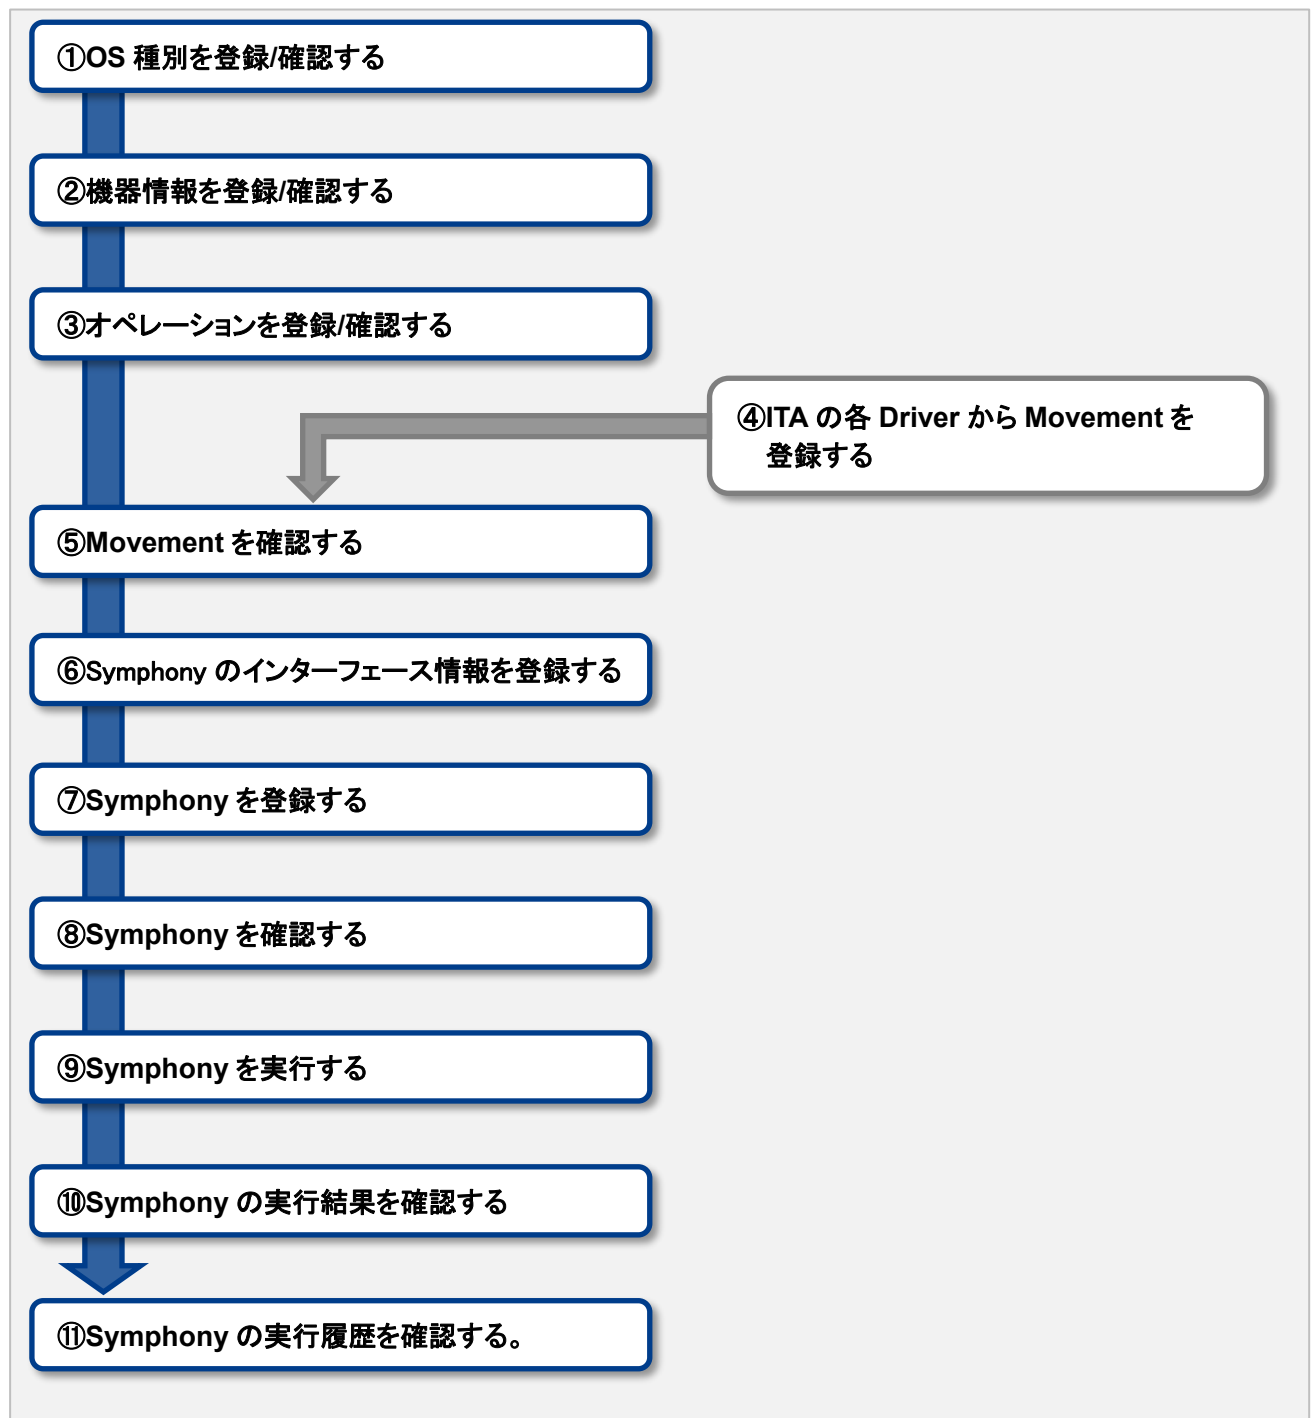 ①OS 種別を登録/確認する
②機器情報を登録/確認する
③オペレーションを登録/確認する
④ITA の各 Driver から Movement を
登録する
⑤Movement を確認する
⑥Symphony のインターフェース情報を登録する
⑦Symphony を登録する
⑧Symphony を確認する
⑨Symphony を実行する
⑩Symphony の実行結果を確認する
⑪Symphony の実行履歴を確認する。